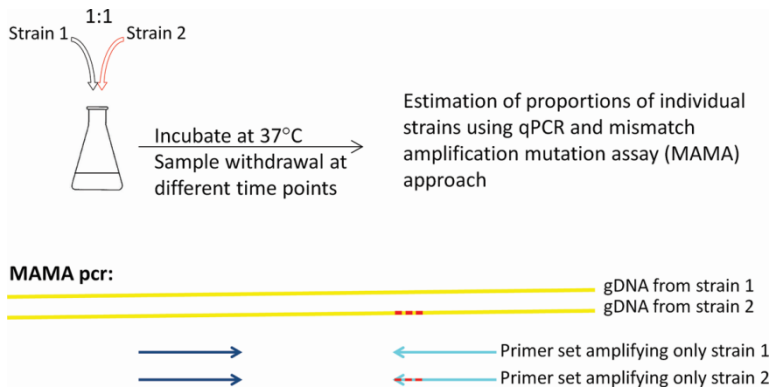 1:1
Strain 1
Strain 2
Incubate at 37°C
Sample withdrawal at
different time points
Estimation of proportions of individual
strains using qPCR and mismatch
amplification mutation assay (MAMA)
approach
MAMA pcr:
gDNA from strain 1
gDNA from strain 2
Primer set amplifying only strain 1
Primer set amplifying only strain 2